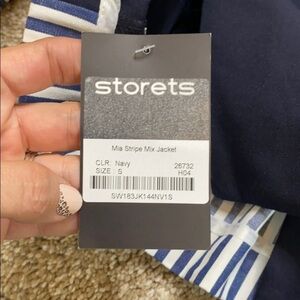 storets
Mia Stripe Mix Jacket
CLR : Navy 26732
SIZE : S H04
SW183JK144NV1S